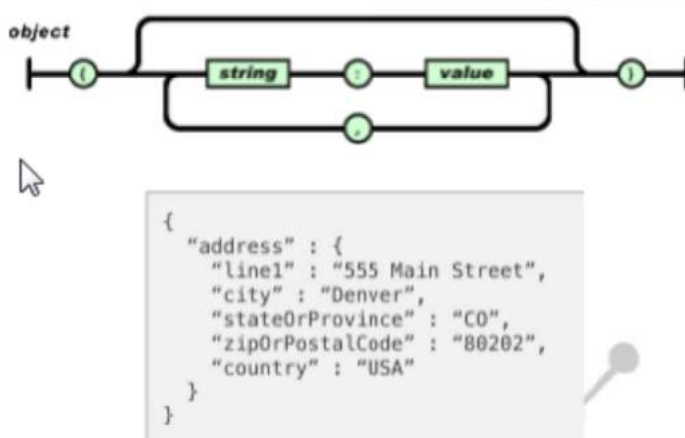 object
{ string : value }
,
{
“address” : {
“line1” : “555 Main Street”,
“city” : “Denver”,
“stateOrProvince” : “CO”,
“zipOrPostalCode” : “80202”,
“country” : “USA”
}
}